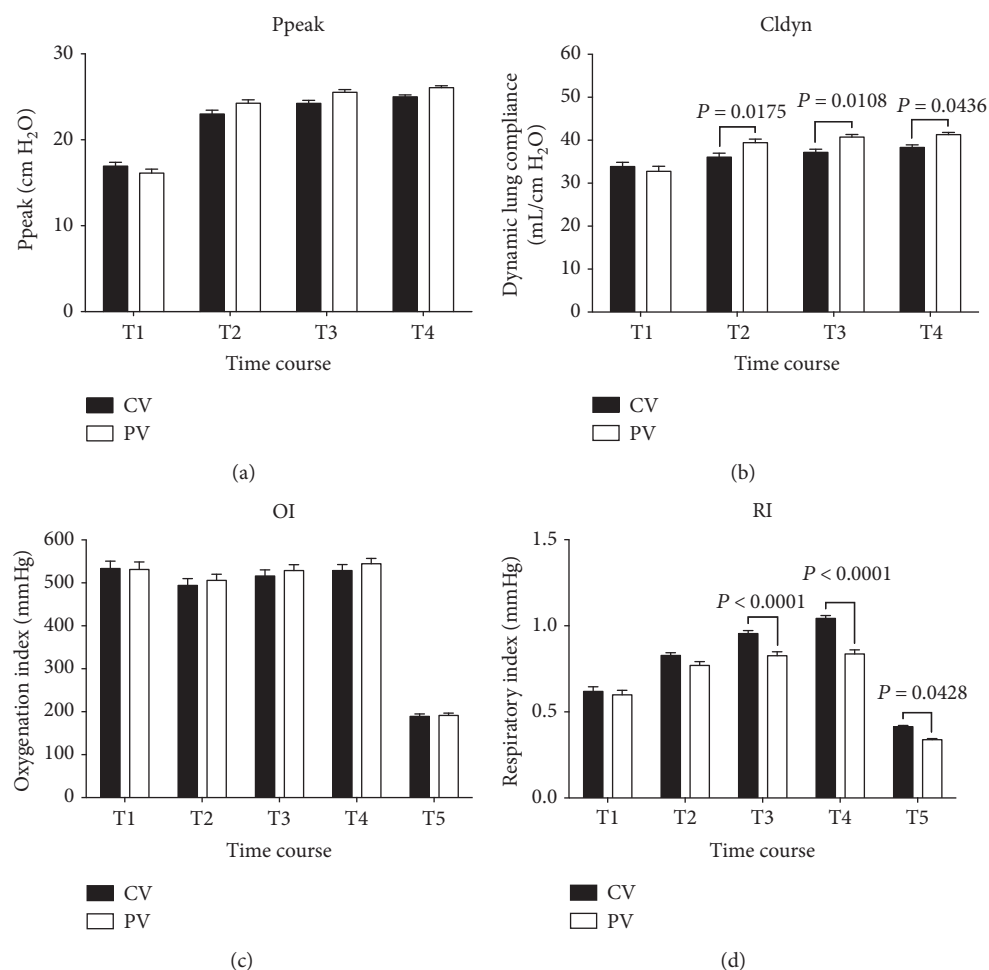 Ppeak
Ppeak (cm H₂O)
30
20
10
0
T1 T2 T3 T4
Time course
CV
PV
(a)
Cldyn
Dynamic lung compliance
(mL/cm H₂O)
60
50
40
30
20
10
0
P = 0.0175
P = 0.0108
P = 0.0436
T1 T2 T3 T4
Time course
CV
PV
(b)
OI
Oxygenation index (mmHg)
600
500
400
300
200
100
0
T1 T2 T3 T4 T5
Time course
CV
PV
(c)
RI
Respiratory index (mmHg)
1.5
1.0
0.5
0.0
P < 0.0001
P < 0.0001
P = 0.0428
T1 T2 T3 T4 T5
Time course
CV
PV
(d)